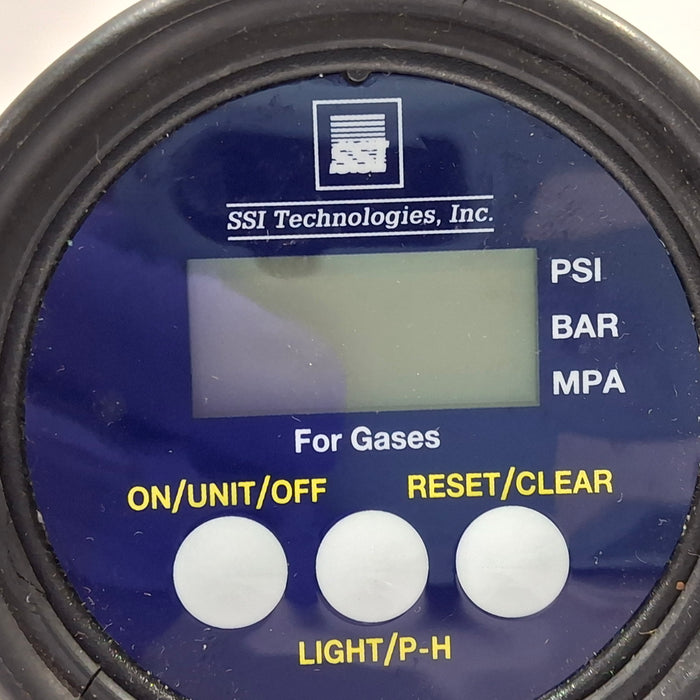 SSI
SSI Technologies, Inc.
PSI
BAR
MPA
For Gases
ON/UNIT/OFF
RESET/CLEAR
LIGHT/P-H